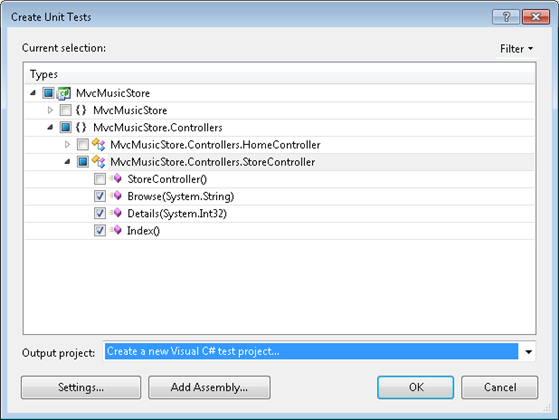 Create Unit Tests
Current selection:
Filter
Types
MvcMusicStore
{ } MvcMusicStore
{ } MvcMusicStore.Controllers
MvcMusicStore.Controllers.HomeController
MvcMusicStore.Controllers.StoreController
StoreController()
Browse(System.String)
Details(System.Int32)
Index()
Output project: Create a new Visual C# test project...
Settings... Add Assembly... OK Cancel